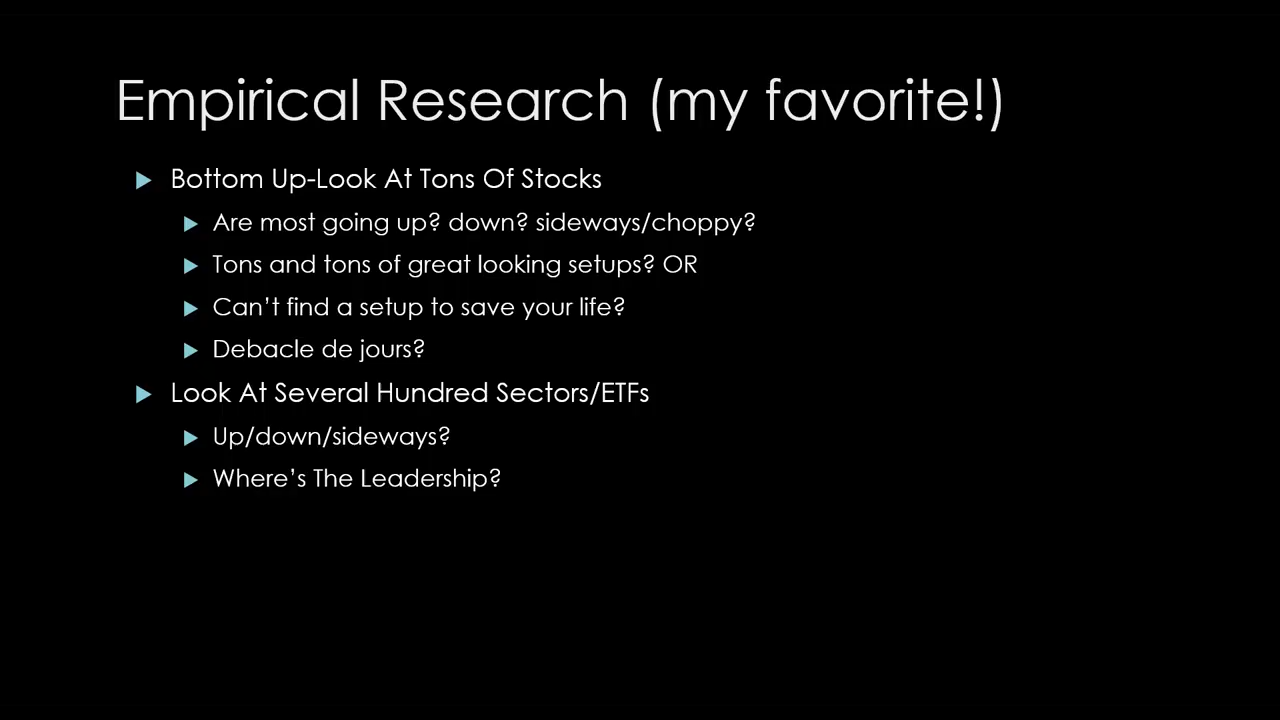 Empirical Research (my favorite!)
Bottom Up-Look At Tons Of Stocks
Are most going up? down? sideways/choppy?
Tons and tons of great looking setups? OR
Can’t find a setup to save your life?
Debacle de jours?
Look At Several Hundred Sectors/ETFs
Up/down/sideways?
Where’s The Leadership?